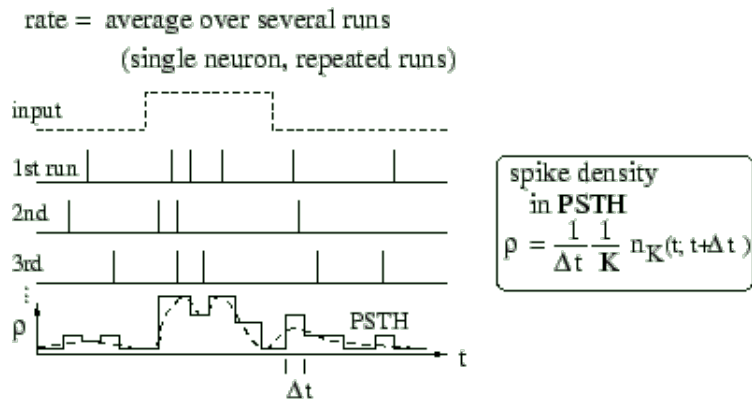 rate = average over several runs
(single neuron, repeated runs)
input
1st run
2nd
3rd
...
ρ
PSTH
t
Δt
spike density
in PSTH
ρ = 1/Δt 1/K n_K(t; t+Δt)